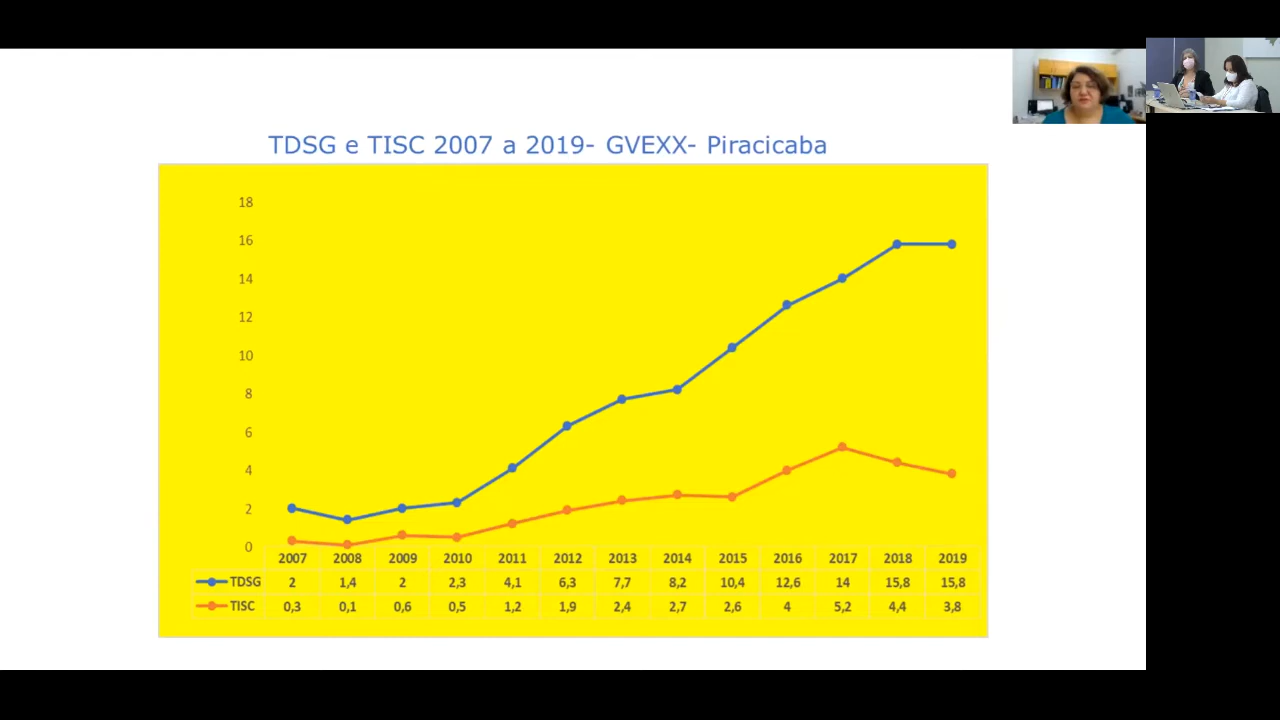 TDSG e TISC 2007 a 2019- GVEXX- Piracicaba
18
16
14
12
10
8
6
4
2
0
2007 2008 2009 2010 2011 2012 2013 2014 2015 2016 2017 2018 2019
TDSG 2 1,4 2 2,3 4,1 6,3 7,7 8,2 10,4 12,6 14 15,8 15,8
TISC 0,3 0,1 0,6 0,5 1,2 1,9 2,4 2,7 2,6 4 5,2 4,4 3,8